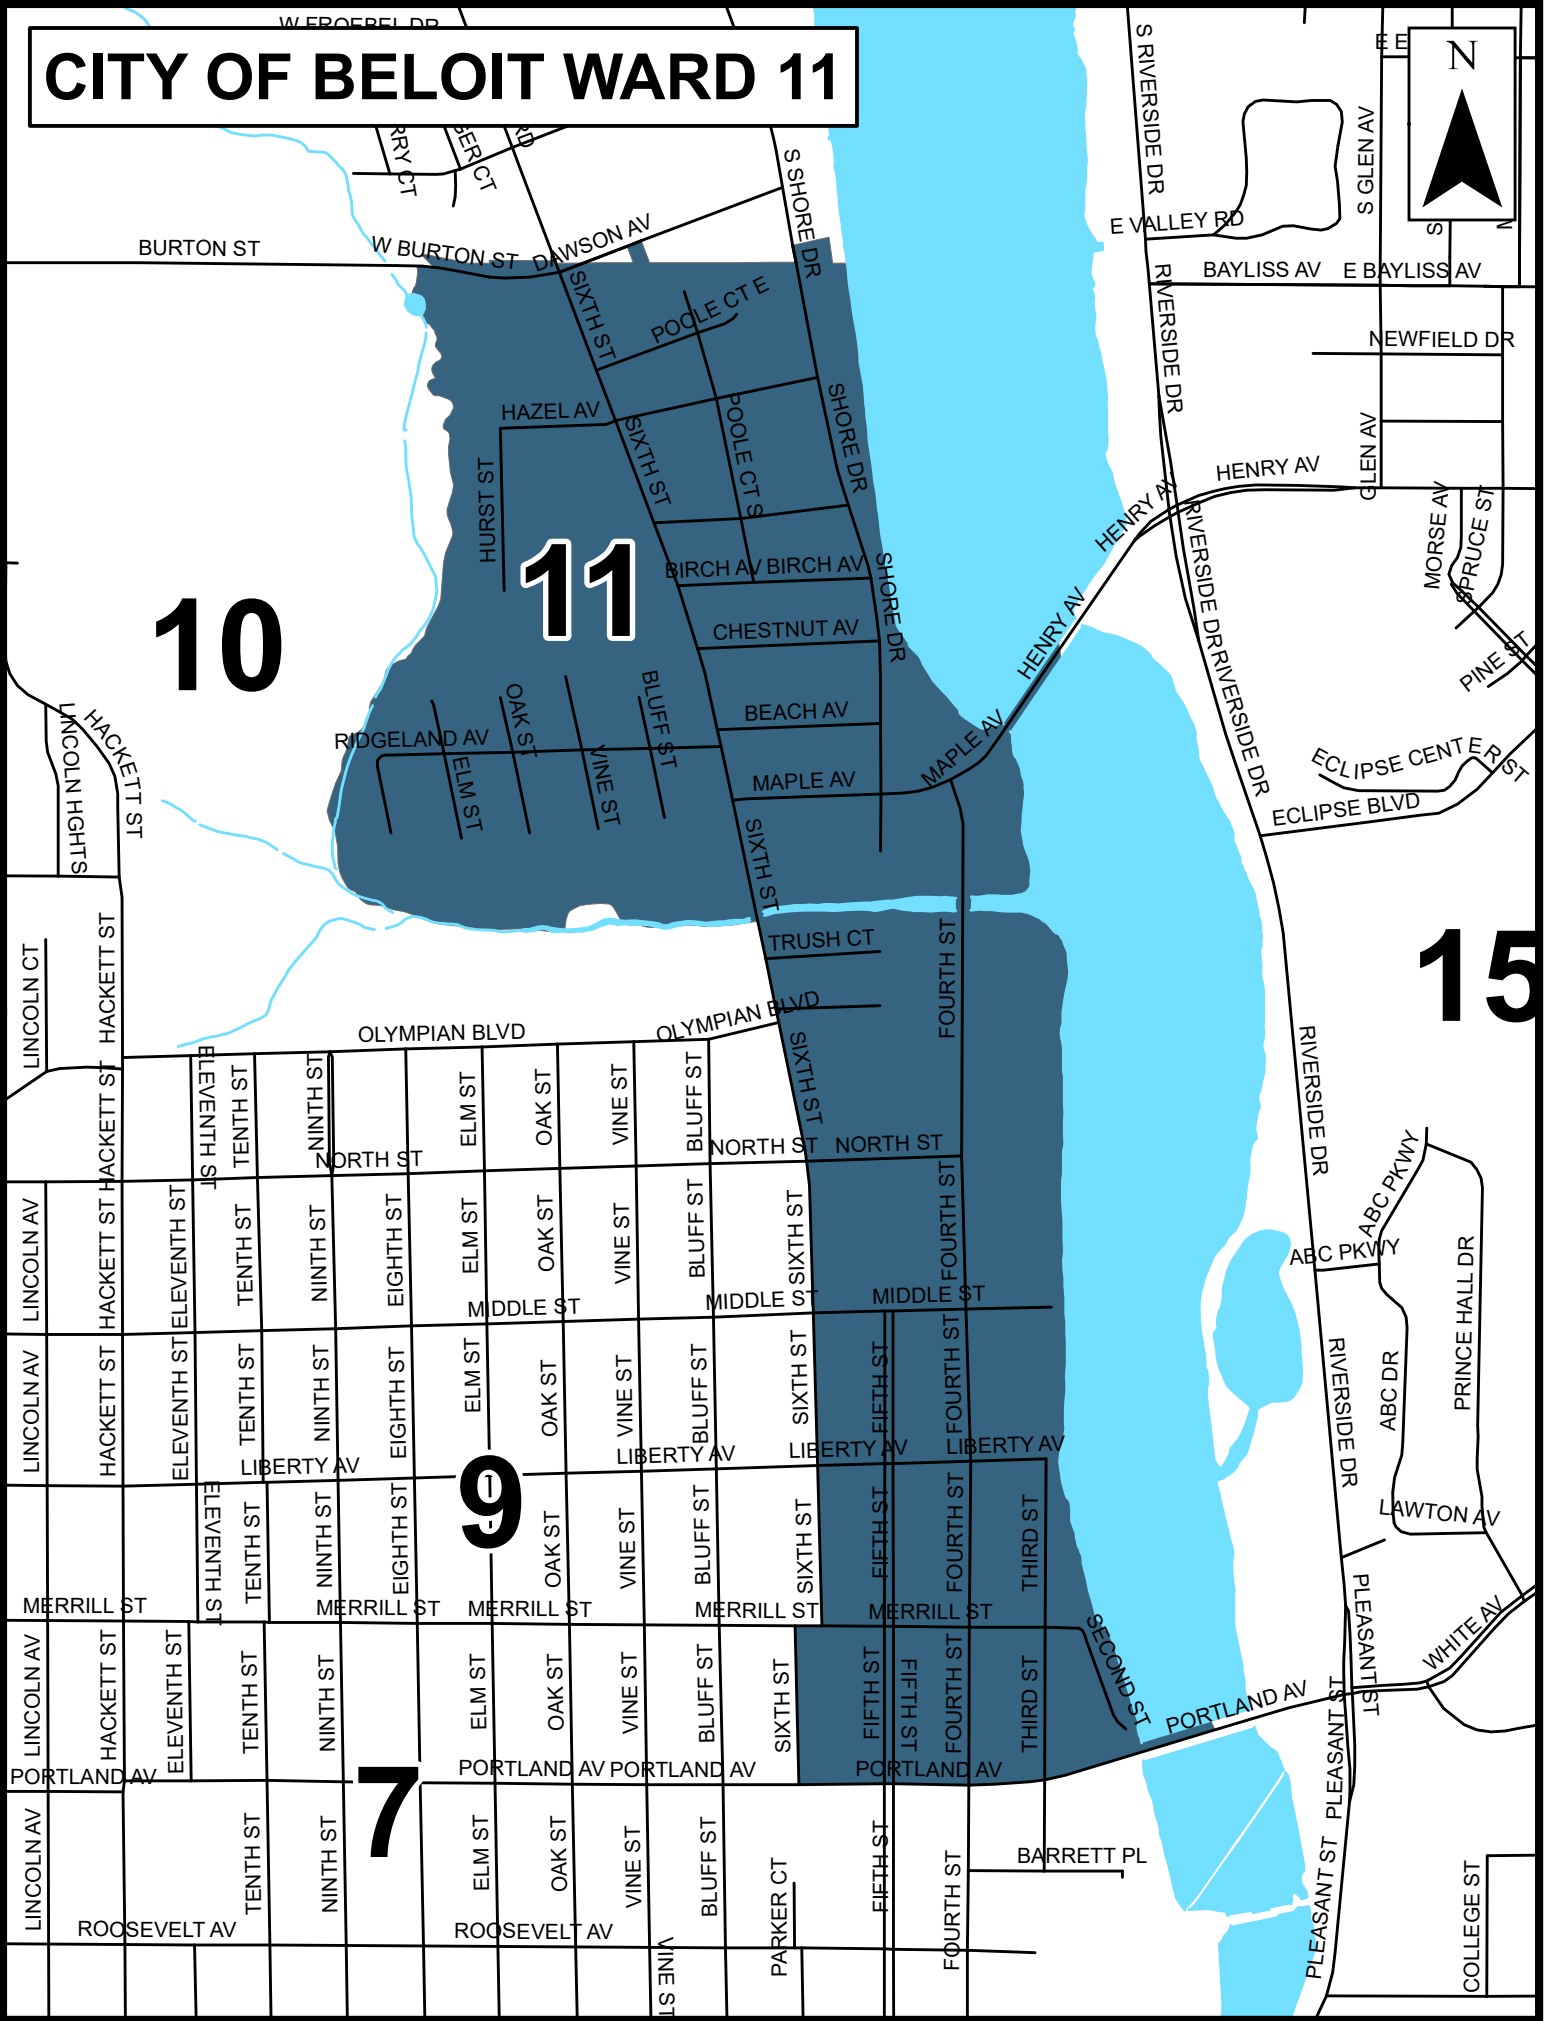 W FROEBEL DR
CITY OF BELOIT WARD 11
N
S RIVERSIDE DR
S GLEN AV
S SHORE DR
E VALLEY RD
BURTON ST
W BURTON ST
DAWSON AV
BAYLISS AV
E BAYLISS AV
SIXTH ST
POOLE CT E
RIVERSIDE DR
NEWFIELD DR
HAZEL AV
SIXTH ST
POOLE CT S
SHORE DR
GLEN AV
HENRY AV
HENRY AV
HURST ST
MORSE AV
SPRUCE ST
11
BIRCH AV
BIRCH AV
RIVERSIDE DR
10
CHESTNUT AV
SHORE DR
HENRY AV
PINE ST
LINCOLN HGHTS
HACKETT ST
RIDGELAND AV
OAK ST
BLUFF ST
BEACH AV
RIVERSIDE DR
ELM ST
VINE ST
MAPLE AV
MAPLE AV
ECLIPSE CENTER ST
ECLIPSE BLVD
SIXTH ST
TRUSH CT
FOURTH ST
15
LINCOLN CT
HACKETT ST
OLYMPIAN BLVD
OLYMPIAN BLVD
HACKETT ST
ELEVENTH ST
TENTH ST
NINTH ST
ELM ST
OAK ST
VINE ST
BLUFF ST
SIXTH ST
RIVERSIDE DR
NORTH ST
NORTH ST
NORTH ST
ABC PKWY
LINCOLN AV
HACKETT ST
ELEVENTH ST
TENTH ST
NINTH ST
EIGHTH ST
ELM ST
OAK ST
VINE ST
BLUFF ST
SIXTH ST
FOURTH ST
ABC PKWY
PRINCE HALL DR
MIDDLE ST
MIDDLE ST
MIDDLE ST
LINCOLN AV
HACKETT ST
ELEVENTH ST
TENTH ST
NINTH ST
EIGHTH ST
ELM ST
OAK ST
VINE ST
BLUFF ST
SIXTH ST
FIFTH ST
FOURTH ST
RIVERSIDE DR
ABC DR
LIBERTY AV
LIBERTY AV
LIBERTY AV
LIBERTY AV
9
ELEVENTH ST
TENTH ST
NINTH ST
EIGHTH ST
OAK ST
VINE ST
BLUFF ST
SIXTH ST
FIFTH ST
FOURTH ST
THIRD ST
LAWTON AV
MERRILL ST
MERRILL ST
MERRILL ST
MERRILL ST
MERRILL ST
PLEASANT ST
WHITE AV
LINCOLN AV
HACKETT ST
ELEVENTH ST
TENTH ST
NINTH ST
ELM ST
OAK ST
VINE ST
BLUFF ST
SIXTH ST
FIFTH ST
FIFTH ST
FOURTH ST
THIRD ST
SECOND ST
PORTLAND AV
PLEASANT ST
PORTLAND AV
7
PORTLAND AV
PORTLAND AV
PORTLAND AV
LINCOLN AV
TENTH ST
NINTH ST
ELM ST
OAK ST
VINE ST
BLUFF ST
PARKER CT
FIFTH ST
FOURTH ST
BARRETT PL
PLEASANT ST
COLLEGE ST
ROOSEVELT AV
ROOSEVELT AV
VINE ST